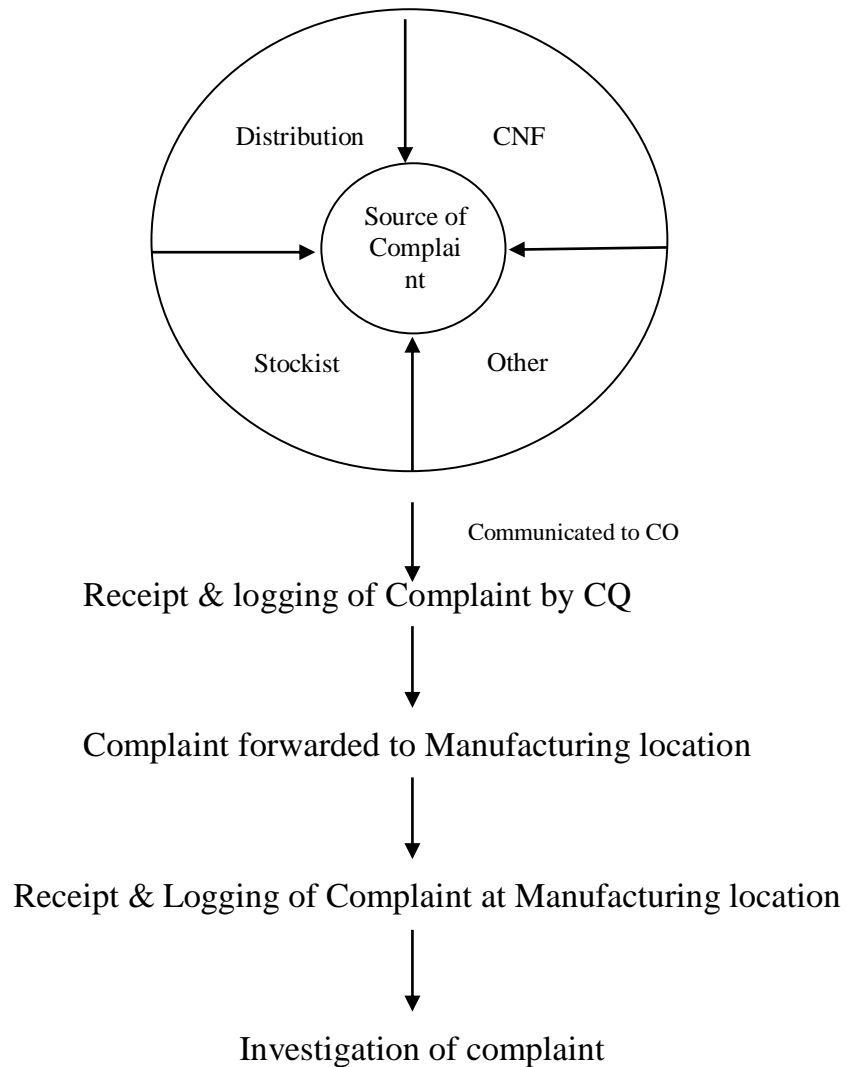 Distribution
CNF
Source of
Complai
nt
Stockist
Other
Communicated to CO
Receipt & logging of Complaint by CQ
Complaint forwarded to Manufacturing location
Receipt & Logging of Complaint at Manufacturing location
Investigation of complaint